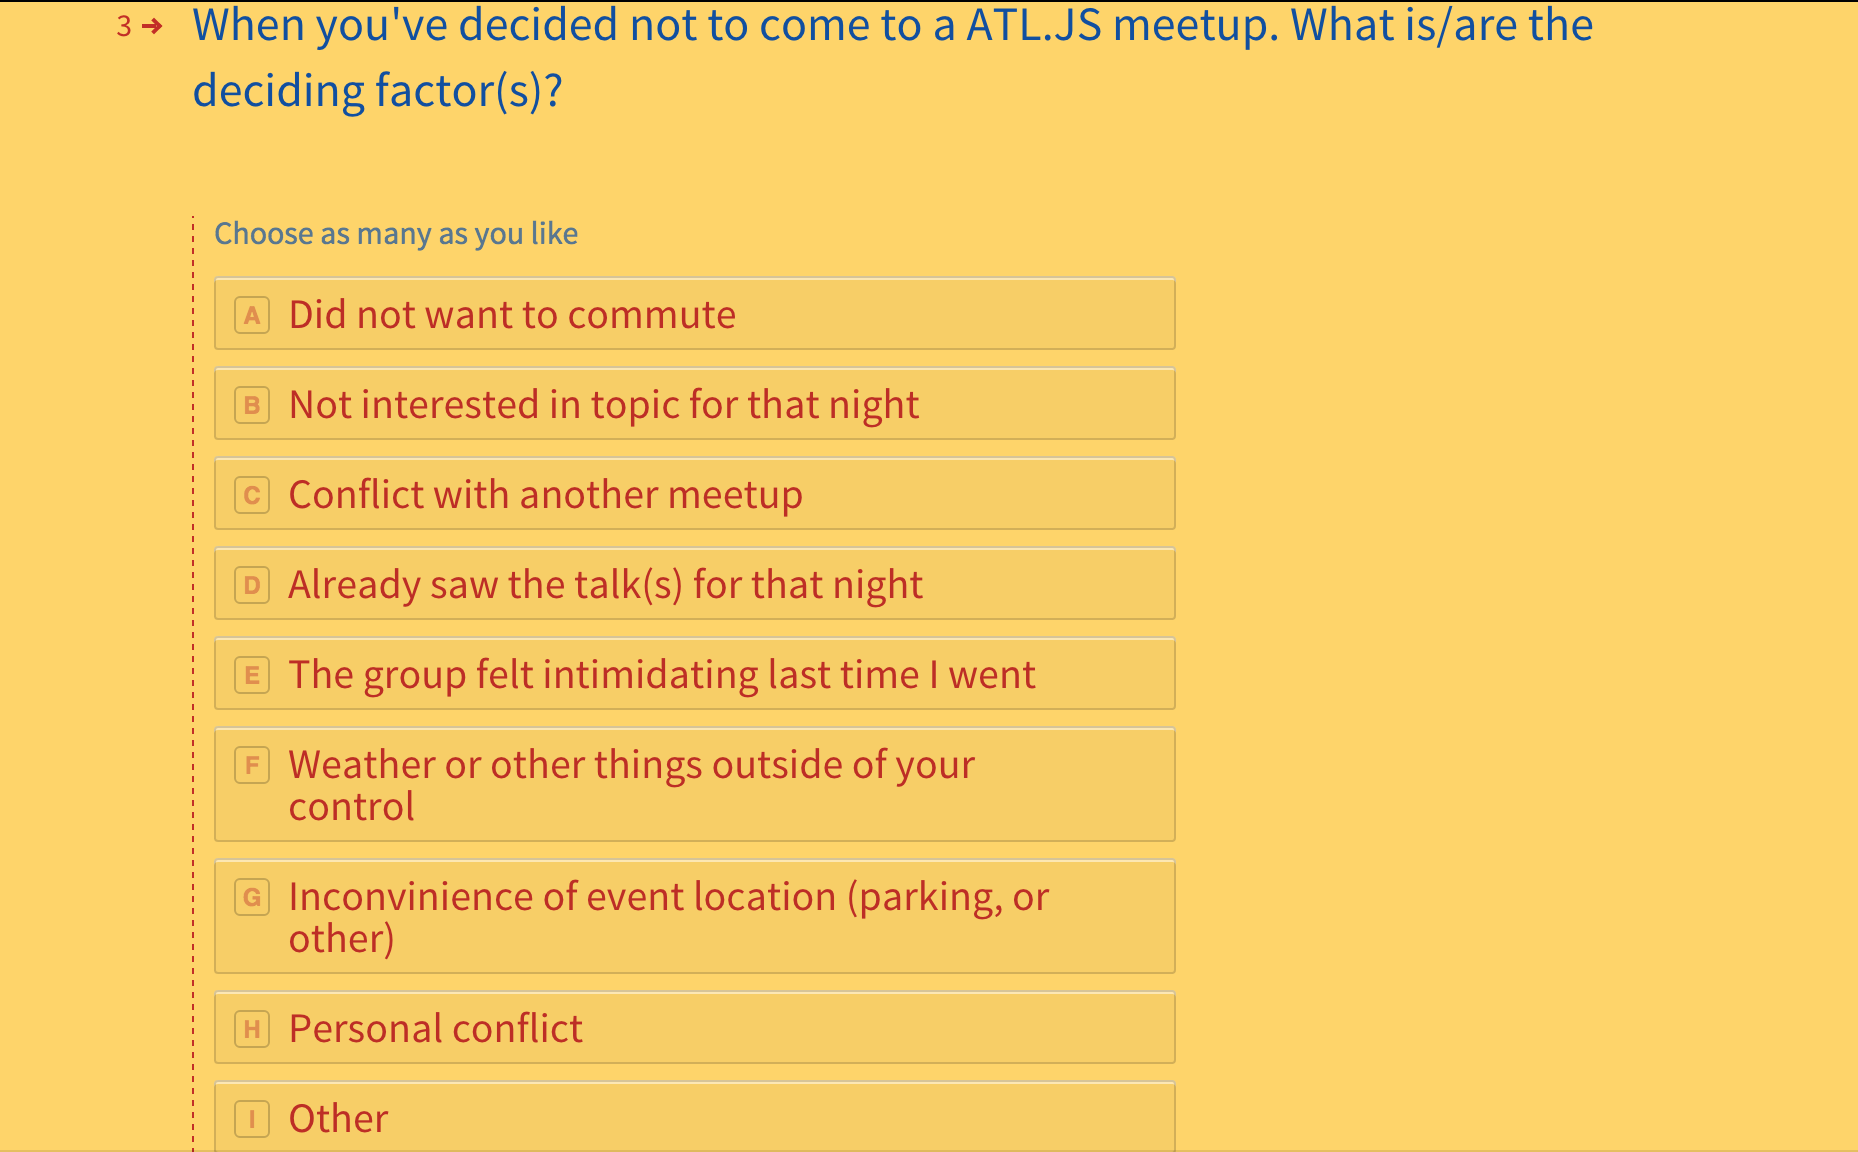 3 → When you've decided not to come to a ATL.JS meetup. What is/are the
deciding factor(s)?
Choose as many as you like
A Did not want to commute
B Not interested in topic for that night
C Conflict with another meetup
D Already saw the talk(s) for that night
E The group felt intimidating last time I went
F Weather or other things outside of your
control
G Inconvinience of event location (parking, or
other)
H Personal conflict
I Other